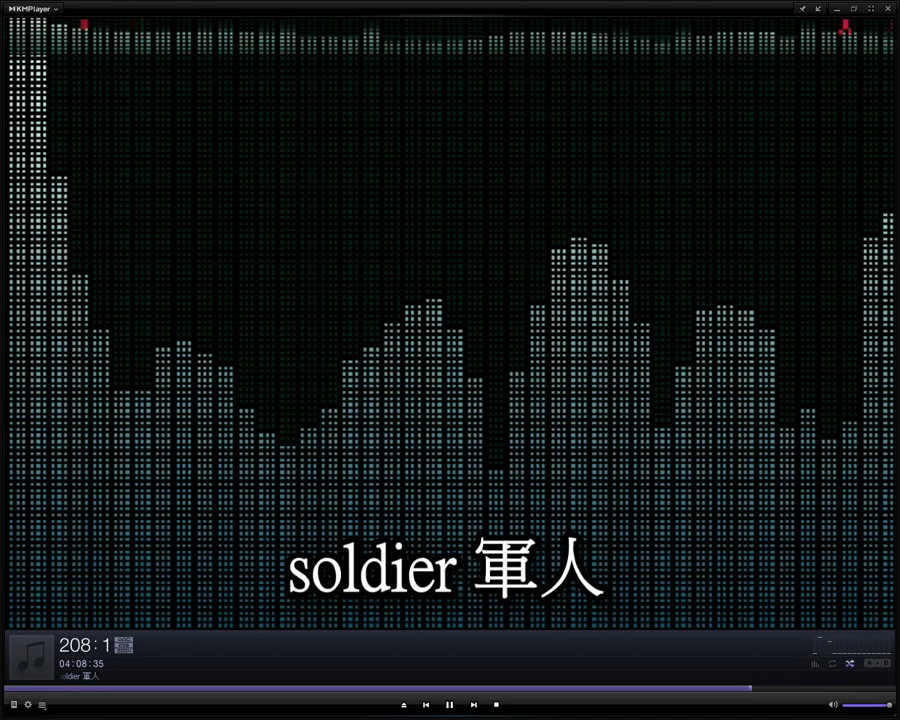 KMPlayer
soldier 軍人
208:1
04:08:35
soldier 軍人
A B